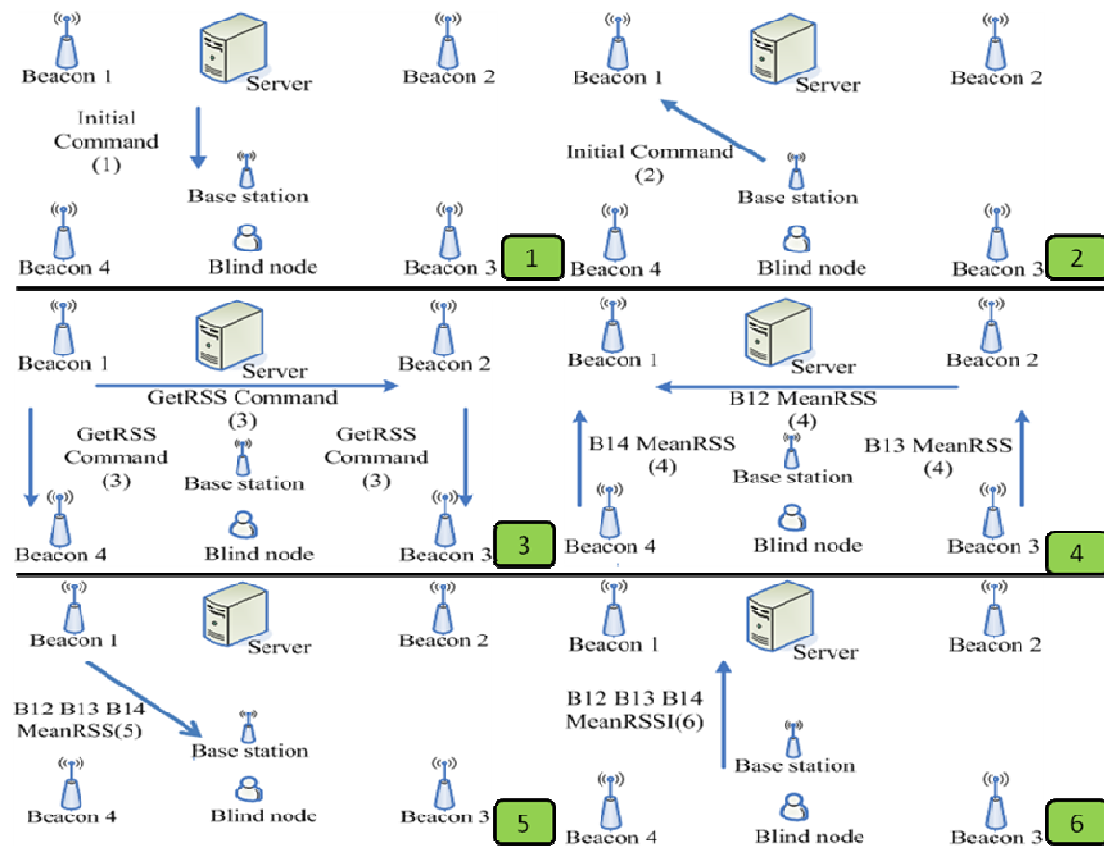 Beacon 1
Server
Beacon 2
Initial
Command
(1)
Base station
Beacon 4
Blind node
Beacon 3
1
Beacon 1
Server
Beacon 2
Initial Command
(2)
Base station
Beacon 4
Blind node
Beacon 3
2
Beacon 1
Server
Beacon 2
GetRSS Command
(3)
GetRSS
Command
(3)
GetRSS
Command
(3)
Base station
Beacon 4
Blind node
Beacon 3
3
Beacon 1
Server
Beacon 2
B12 MeanRSS
(4)
B14 MeanRSS
(4)
B13 MeanRSS
(4)
Base station
Beacon 4
Blind node
Beacon 3
4
Beacon 1
Server
Beacon 2
B12 B13 B14
MeanRSS(5)
Base station
Beacon 4
Blind node
Beacon 3
5
Beacon 1
Server
Beacon 2
B12 B13 B14
MeanRSSI(6)
Base station
Beacon 4
Blind node
Beacon 3
6